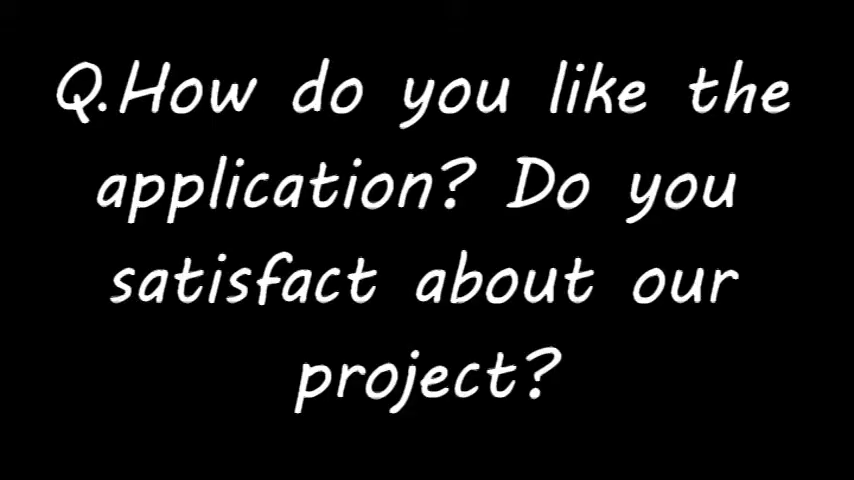 Q.How do you like the
application? Do you
satisfact about our
project?